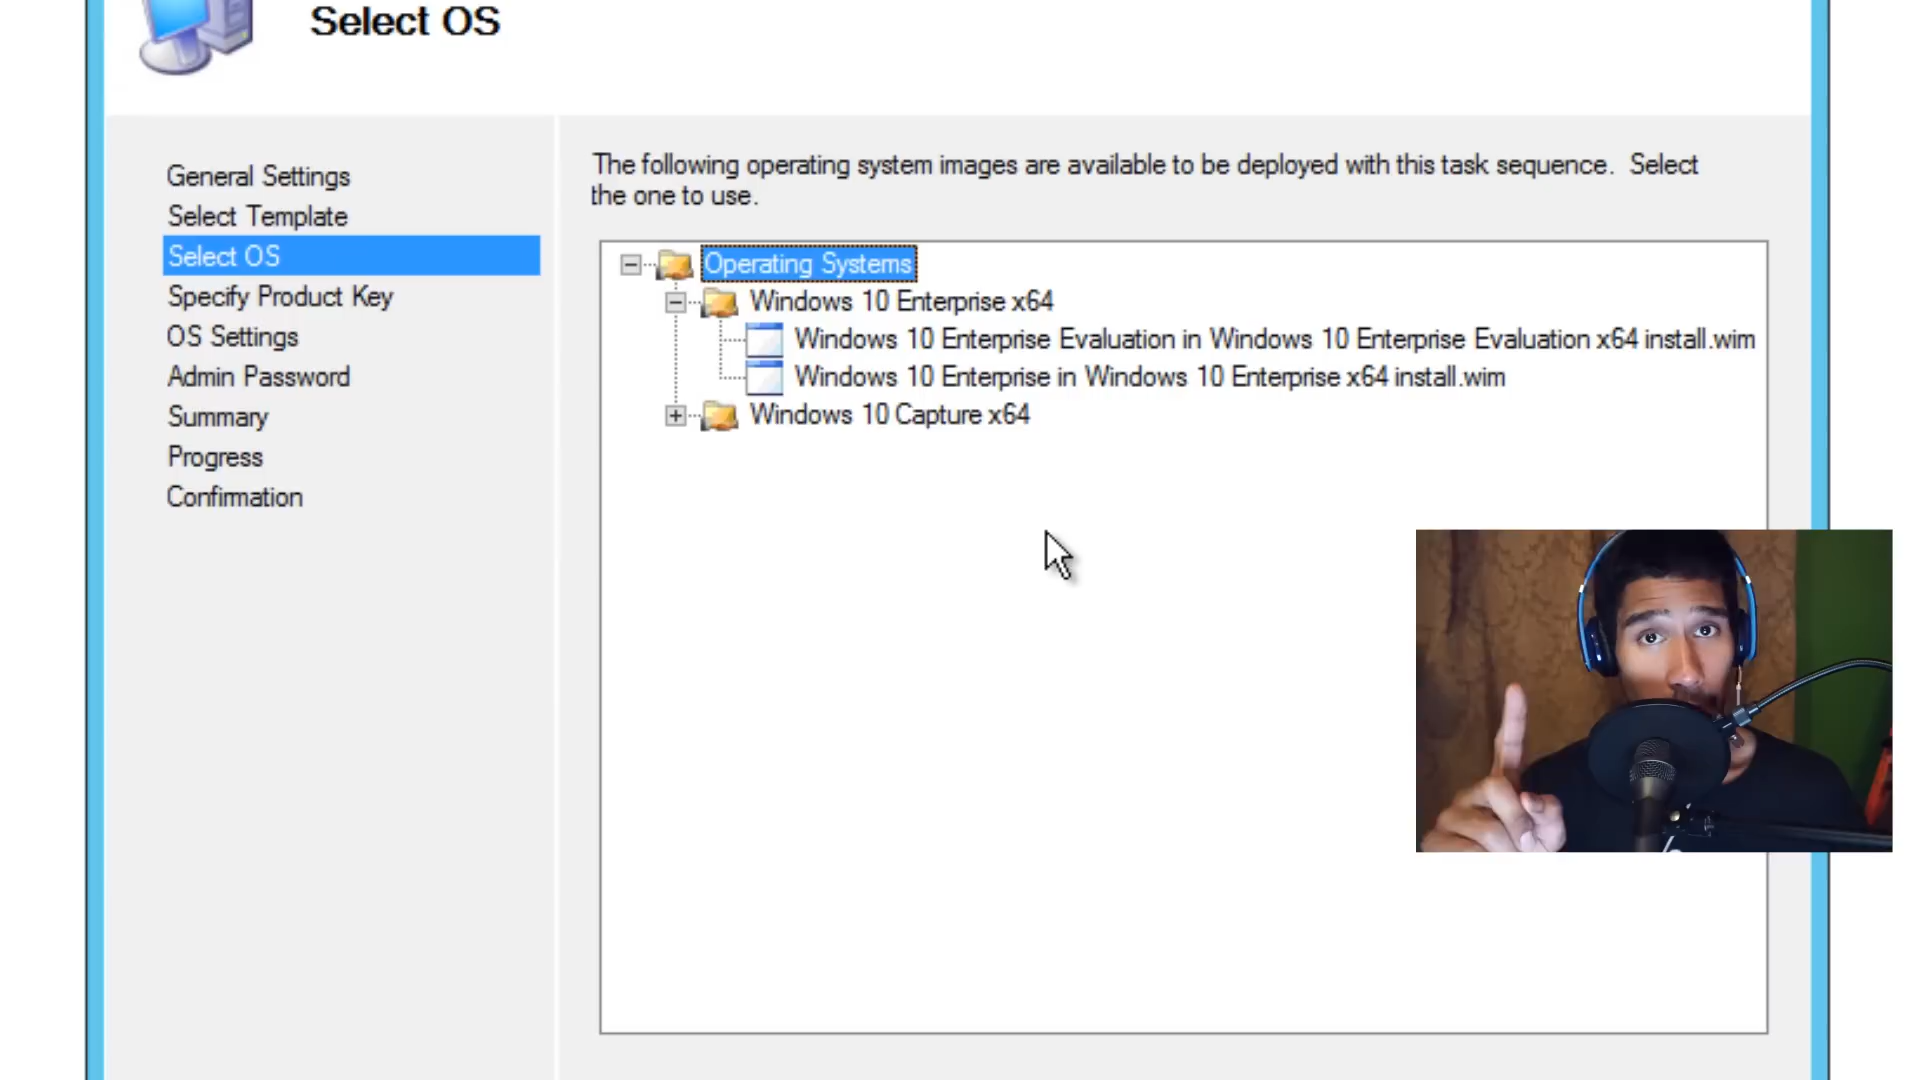 Select OS
General Settings
Select Template
Select OS
Specify Product Key
OS Settings
Admin Password
Summary
Progress
Confirmation
The following operating system images are available to be deployed with this task sequence.  Select
the one to use.
Operating Systems
Windows 10 Enterprise x64
Windows 10 Enterprise Evaluation in Windows 10 Enterprise Evaluation x64 install.wim
Windows 10 Enterprise in Windows 10 Enterprise x64 install.wim
Windows 10 Capture x64